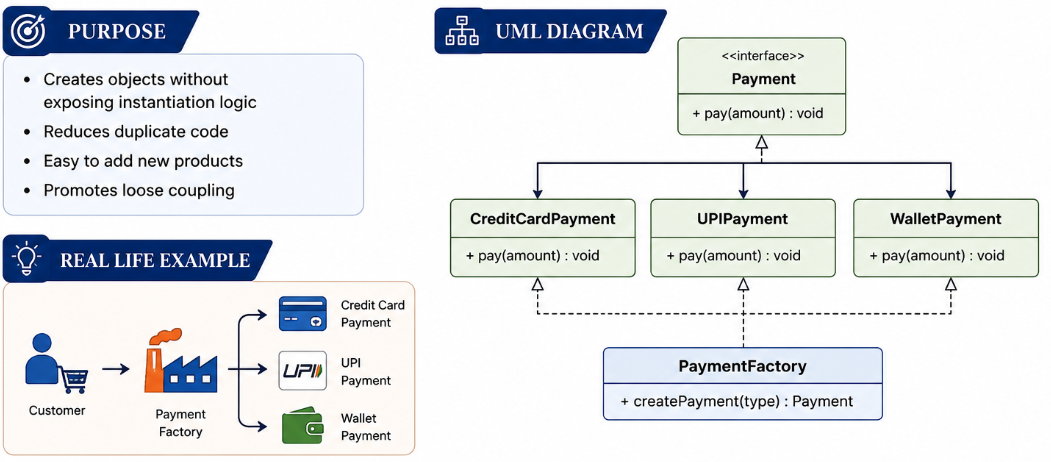 PURPOSE
• Creates objects without
exposing instantiation logic
• Reduces duplicate code
• Easy to add new products
• Promotes loose coupling
REAL LIFE EXAMPLE
Customer
Payment
Factory
Credit Card
Payment
UPI
UPI
Payment
Wallet
Payment
UML DIAGRAM
<<interface>>
Payment
+ pay(amount) : void
CreditCardPayment
+ pay(amount) : void
UPIPayment
+ pay(amount) : void
WalletPayment
+ pay(amount) : void
PaymentFactory
+ createPayment(type) : Payment